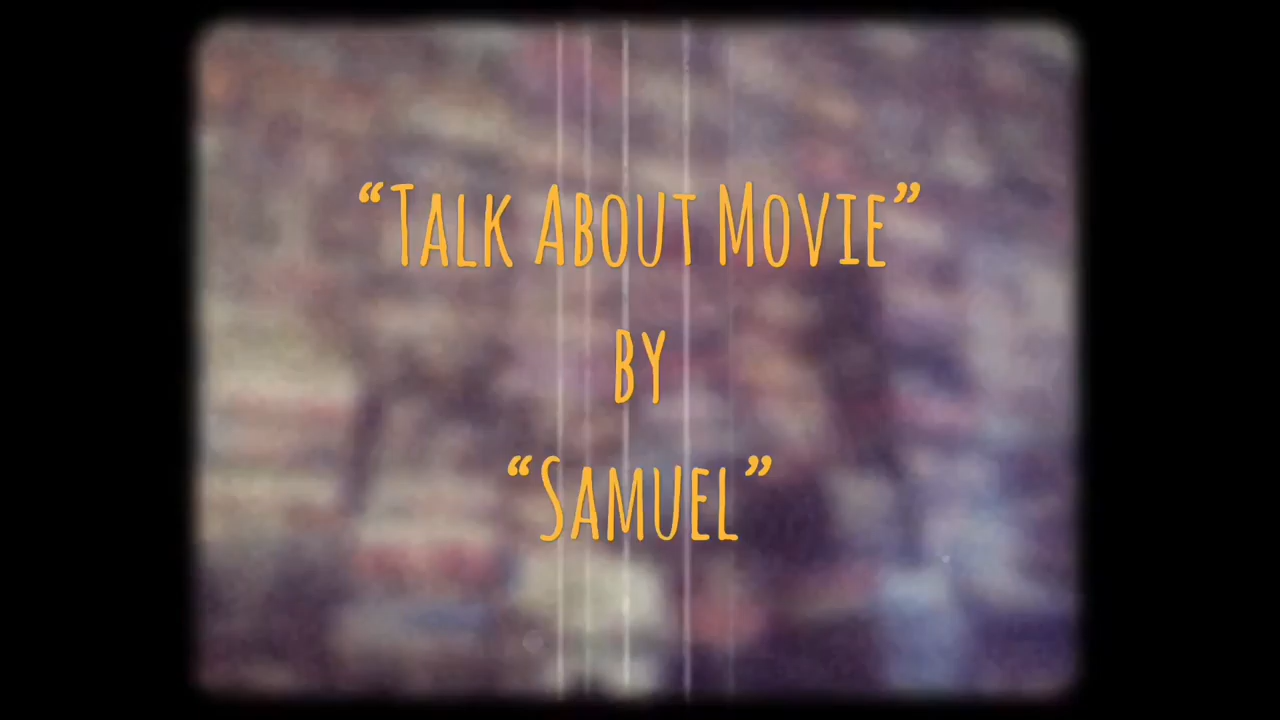 “Talk About Movie”
by
“Samuel”